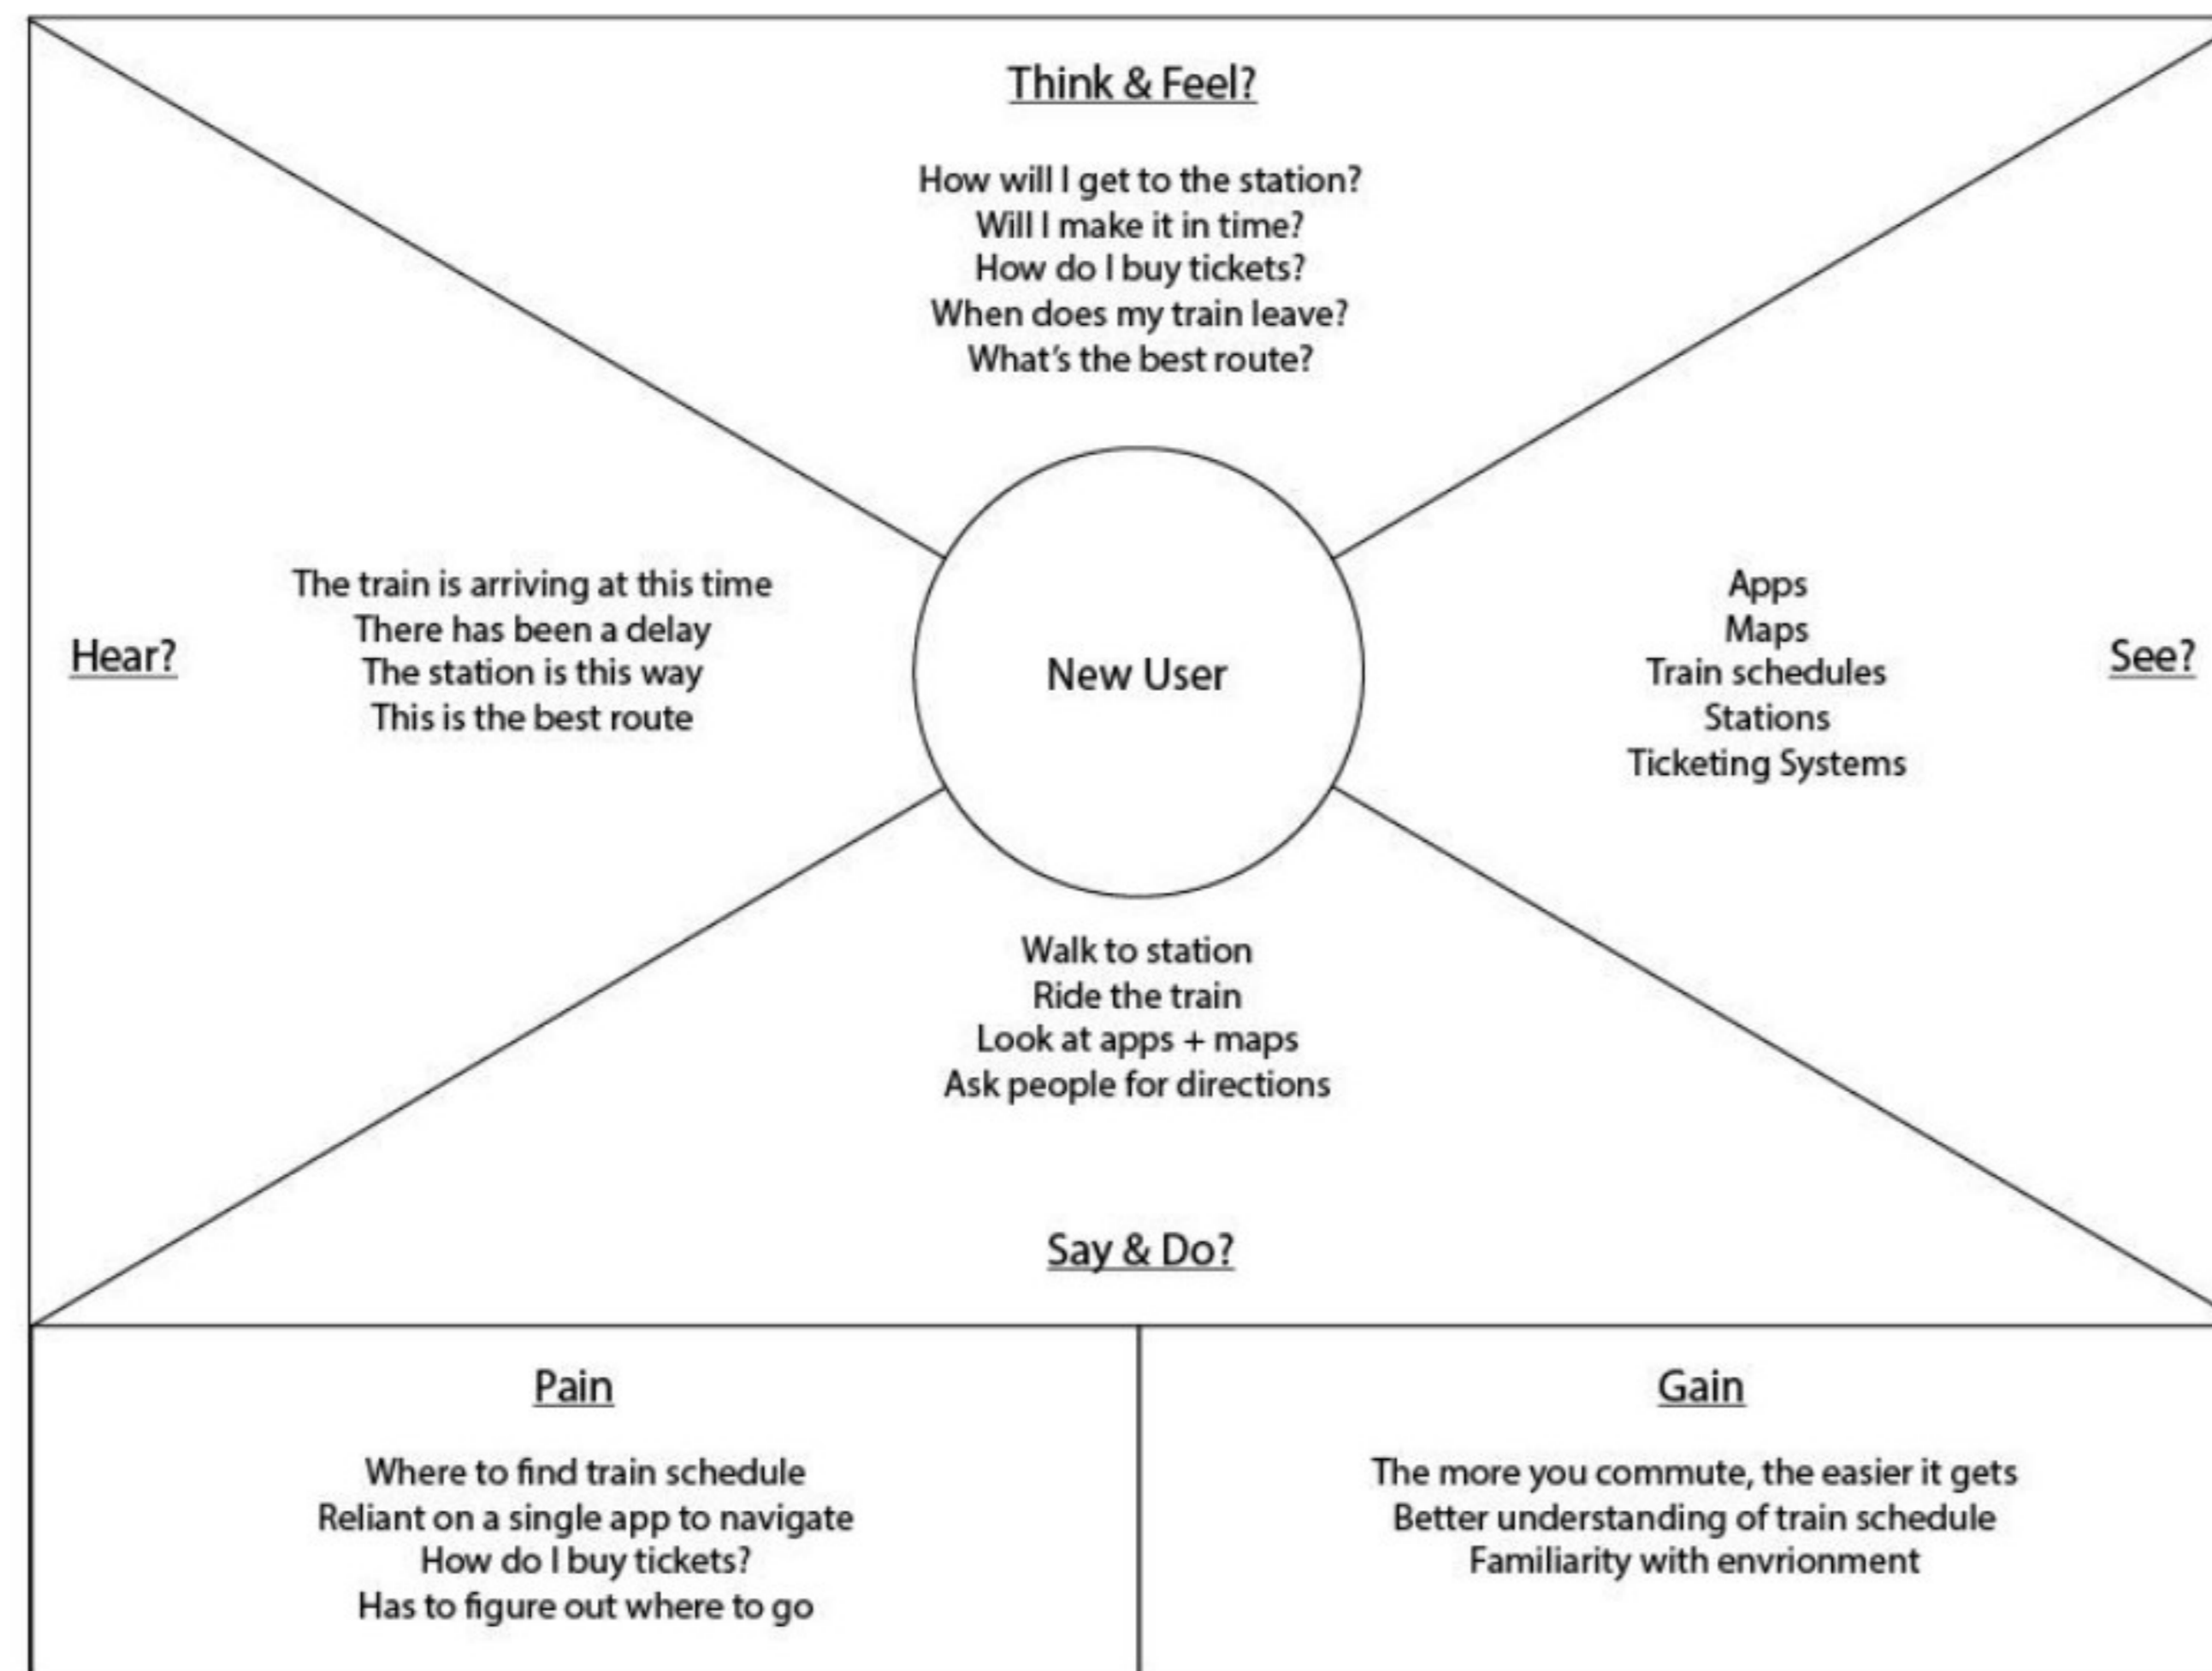 Think & Feel?
How will I get to the station?
Will I make it in time?
How do I buy tickets?
When does my train leave?
What's the best route?
Hear?
The train is arriving at this time
There has been a delay
The station is this way
This is the best route
New User
Apps
Maps
Train schedules
Stations
Ticketing Systems
See?
Walk to station
Ride the train
Look at apps + maps
Ask people for directions
Say & Do?
Pain
Where to find train schedule
Reliant on a single app to navigate
How do I buy tickets?
Has to figure out where to go
Gain
The more you commute, the easier it gets
Better understanding of train schedule
Familiarity with envrionment